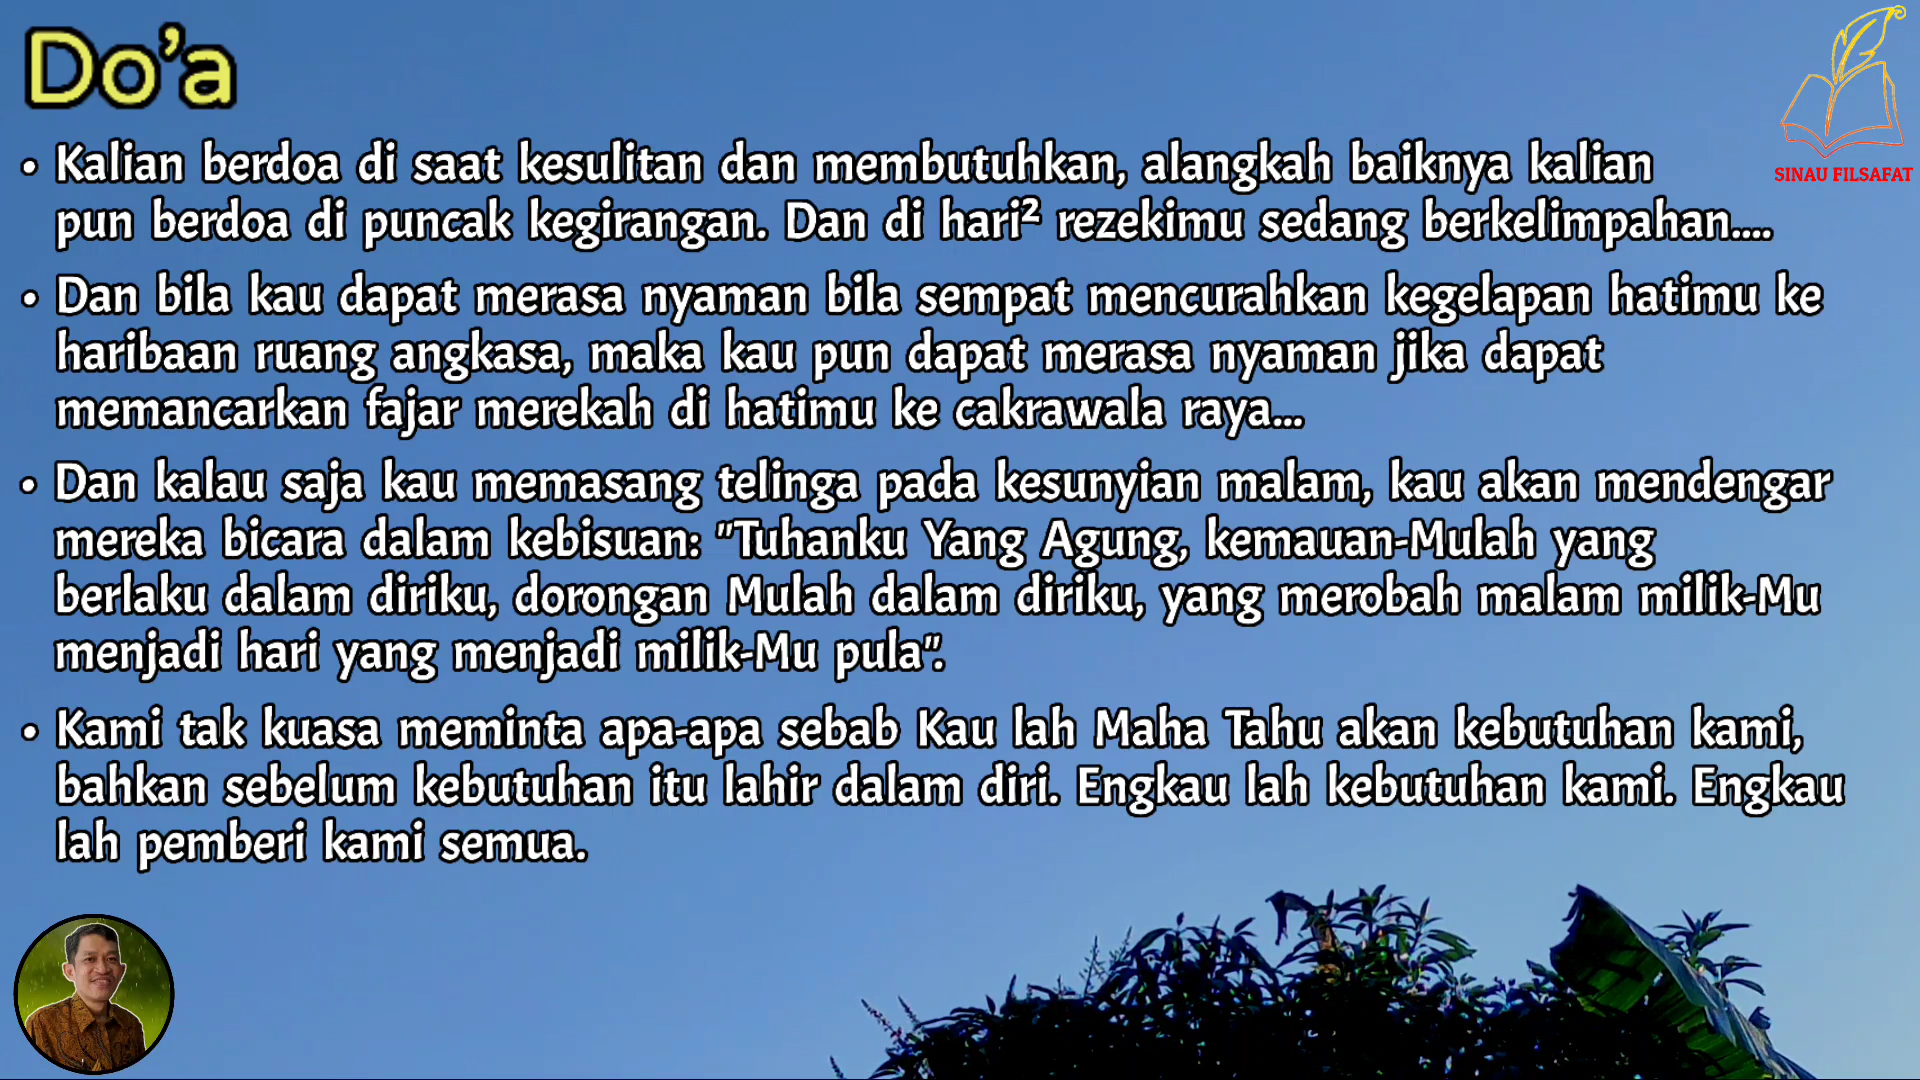 Do’a
SINAU FILSAFAT
• Kalian berdoa di saat kesulitan dan membutuhkan, alangkah baiknya kalian
pun berdoa di puncak kegirangan. Dan di hari² rezekimu sedang berkelimpahan....
• Dan bila kau dapat merasa nyaman bila sempat mencurahkan kegelapan hatimu ke
haribaan ruang angkasa, maka kau pun dapat merasa nyaman jika dapat
memancarkan fajar merekah di hatimu ke cakrawala raya...
• Dan kalau saja kau memasang telinga pada kesunyian malam, kau akan mendengar
mereka bicara dalam kebisuan: "Tuhanku Yang Agung, kemauan-Mulah yang
berlaku dalam diriku, dorongan Mulah dalam diriku, yang merobah malam milik-Mu
menjadi hari yang menjadi milik-Mu pula".
• Kami tak kuasa meminta apa-apa sebab Kau lah Maha Tahu akan kebutuhan kami,
bahkan sebelum kebutuhan itu lahir dalam diri. Engkau lah kebutuhan kami. Engkau
lah pemberi kami semua.